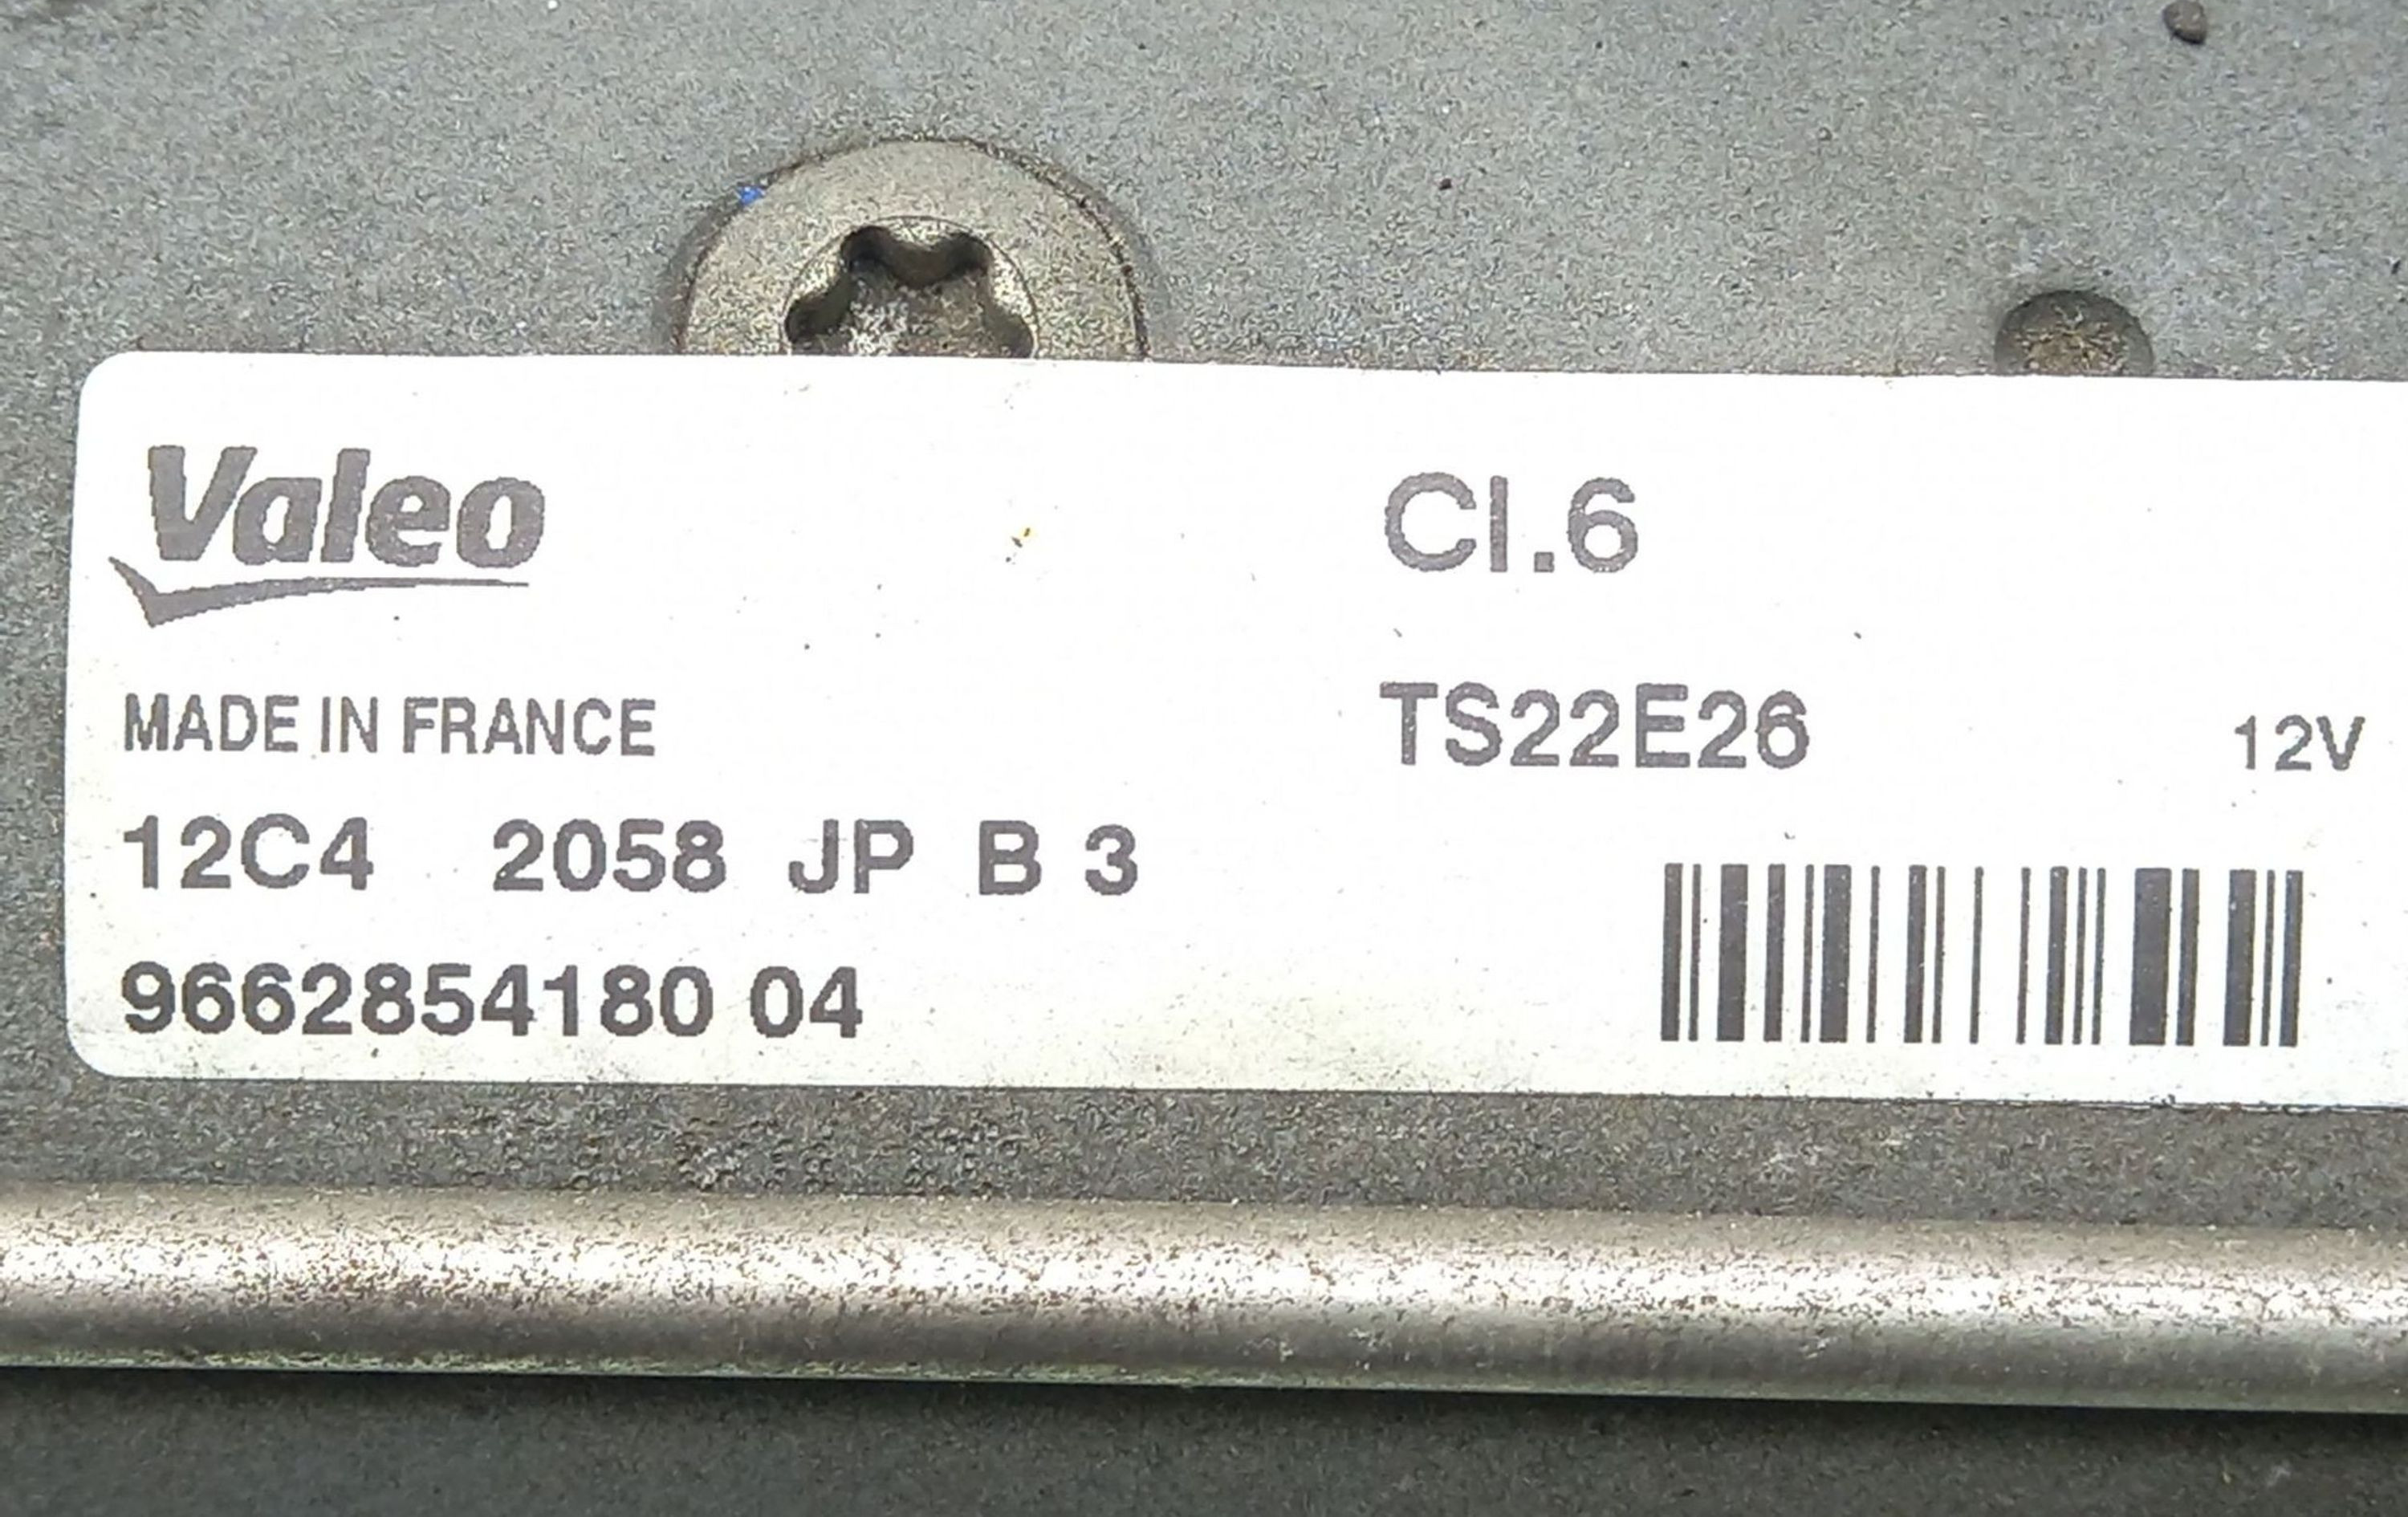 Valeo
Cl.6
MADE IN FRANCE
TS22E26 12V
12C4 2058 JP B 3
9662854180 04